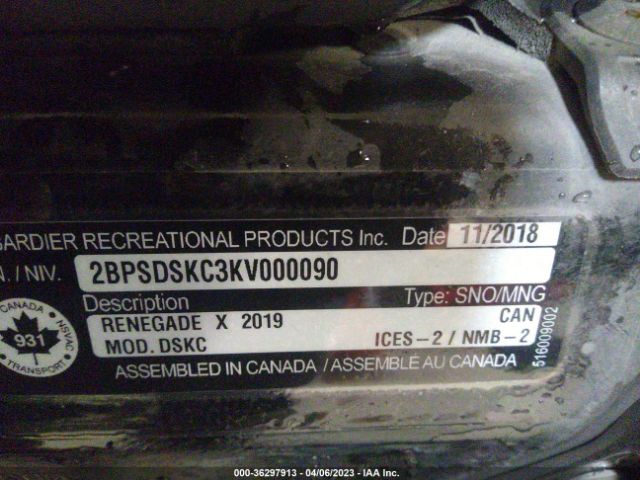 GARDIER RECREATIONAL PRODUCTS Inc. Date 11/2018
N. / NIV. 2BPSDSKC3KV000090
Description Type: SNO/MNG
RENEGADE X 2019 CAN
MOD. DSKC ICES-2 / NMB-2
ASSEMBLED IN CANADA / ASSEMBLÉ AU CANADA
516009002
CANADA
NSVAC
931
TRANSPORT
000-36297913 - 04/06/2023 - IAA Inc.